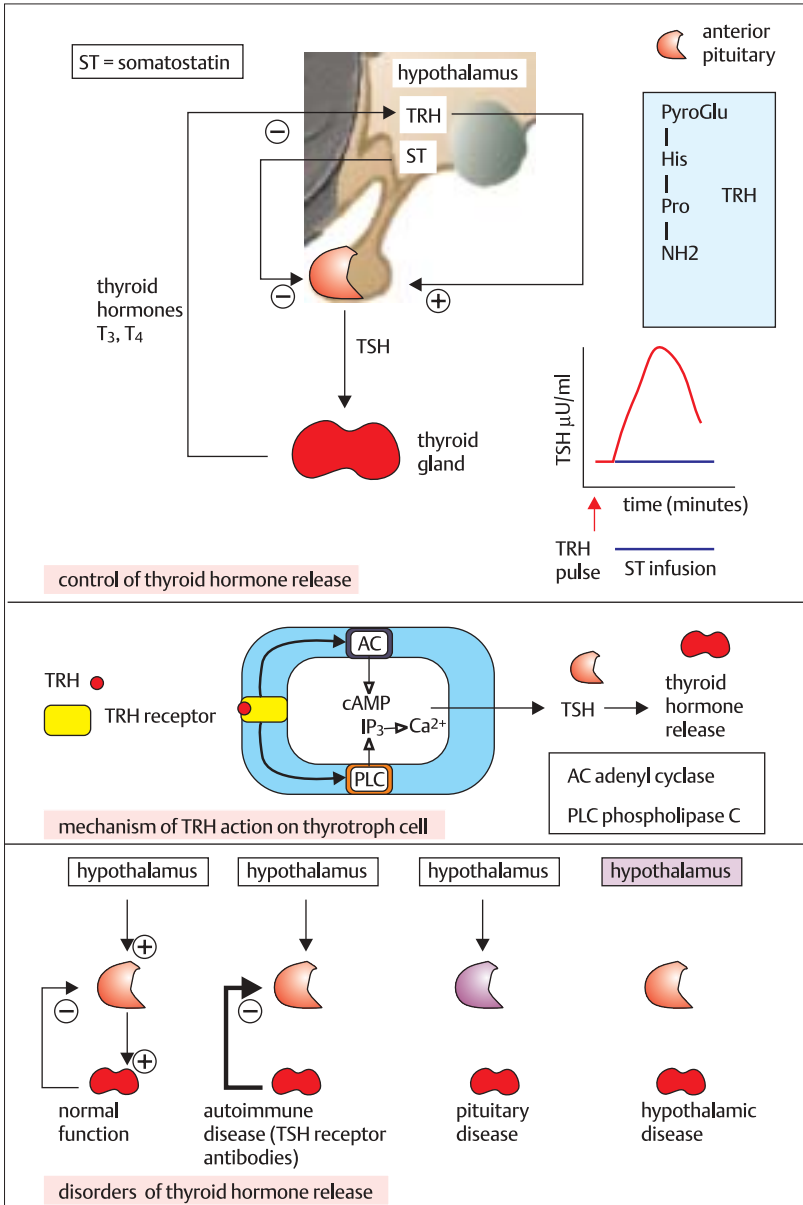 ST = somatostatin
hypothalamus
TRH
ST
anterior
pituitary
PyroGlu
His
Pro
NH2
TRH
−
−
+
thyroid
hormones
T₃, T₄
TSH
thyroid
gland
TSH μU/ml
time (minutes)
TRH
pulse
ST infusion
control of thyroid hormone release
TRH
TRH receptor
AC
cAMP
IP₃
Ca²⁺
PLC
TSH
thyroid
hormone
release
AC adenyl cyclase
PLC phospholipase C
mechanism of TRH action on thyrotroph cell
hypothalamus
hypothalamus
hypothalamus
hypothalamus
+
−
−
+
normal
function
autoimmune
disease (TSH receptor
antibodies)
pituitary
disease
hypothalamic
disease
disorders of thyroid hormone release